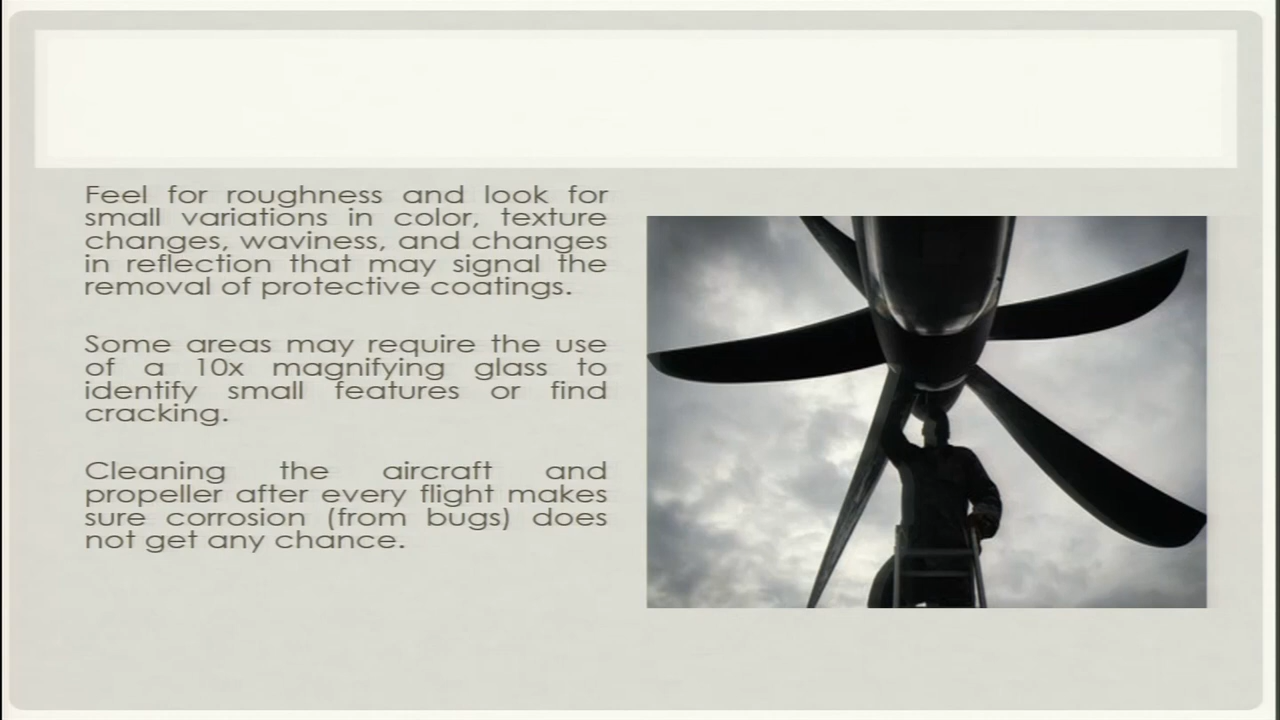 Feel for roughness and look for
small variations in color, texture
changes, waviness, and changes
in reflection that may signal the
removal of protective coatings.
Some areas may require the use
of a 10x magnifying glass to
identify small features or find
cracking.
Cleaning the aircraft and
propeller after every flight makes
sure corrosion (from bugs) does
not get any chance.